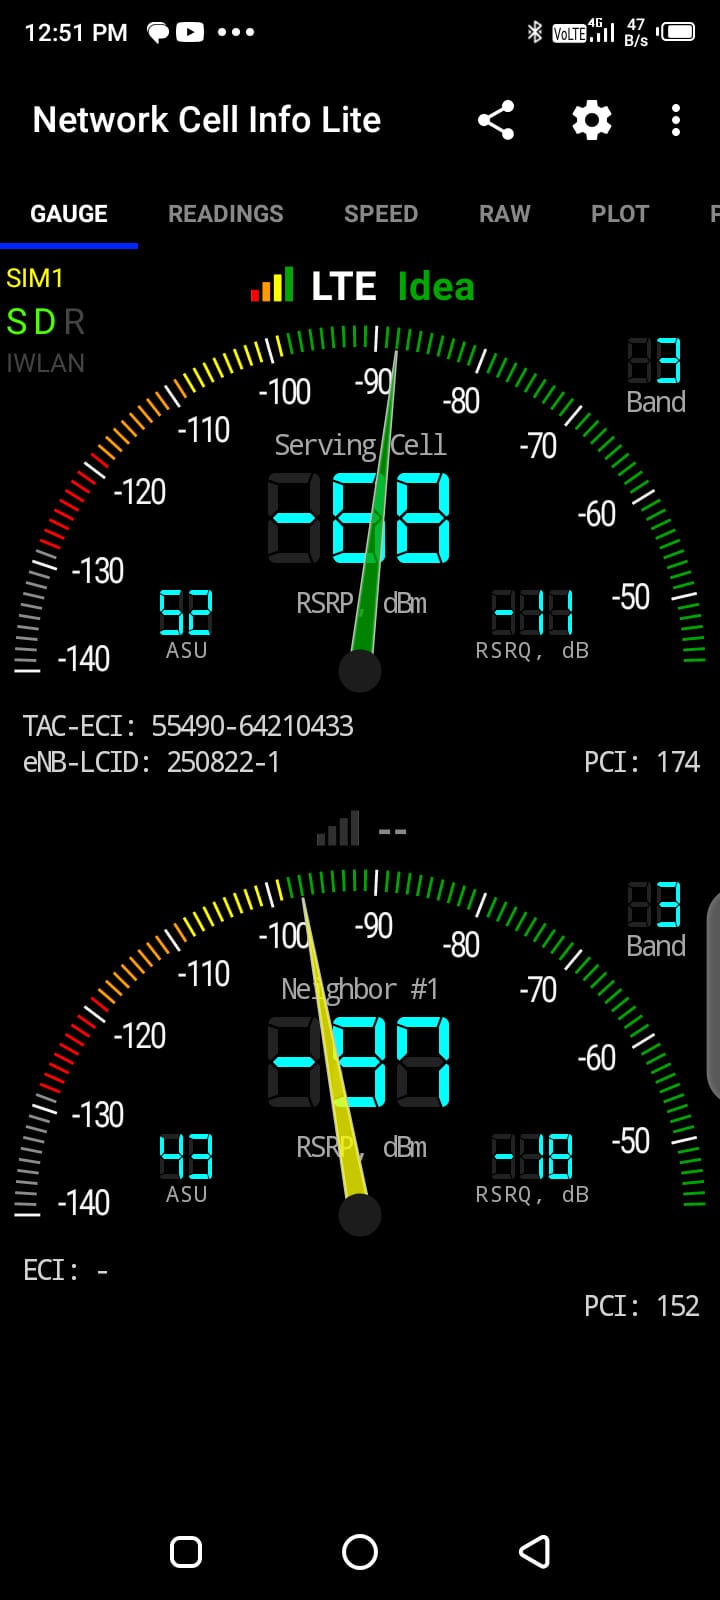 12:51 PM VoLTE 4G 47 B/s
Network Cell Info Lite
GAUGE READINGS SPEED RAW PLOT
SIM1
LTE Idea
S D R
IWLAN
3
Band
-140 -130 -120 -110 -100 -90 -80 -70 -60 -50
Serving Cell
-88
RSRP, dBm
52
ASU
-11
RSRQ, dB
TAC-ECI: 55490-64210433
eNB-LCID: 250822-1 PCI: 174
--
3
Band
-140 -130 -120 -110 -100 -90 -80 -70 -60 -50
Neighbor #1
-97
RSRP, dBm
43
ASU
-18
RSRQ, dB
ECI: -
PCI: 152